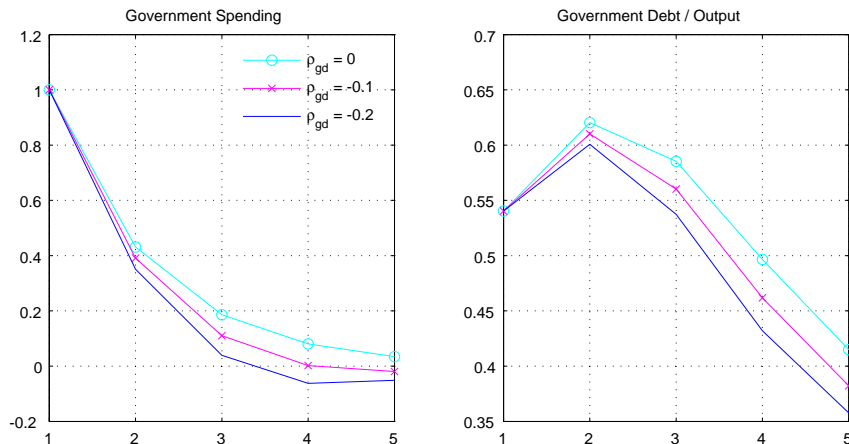 Government Spending
1.2
1
0.8
0.6
0.4
0.2
0
-0.2
1 2 3 4 5
ρgd = 0
ρgd = -0.1
ρgd = -0.2
Government Debt / Output
0.7
0.65
0.6
0.55
0.5
0.45
0.4
0.35
1 2 3 4 5